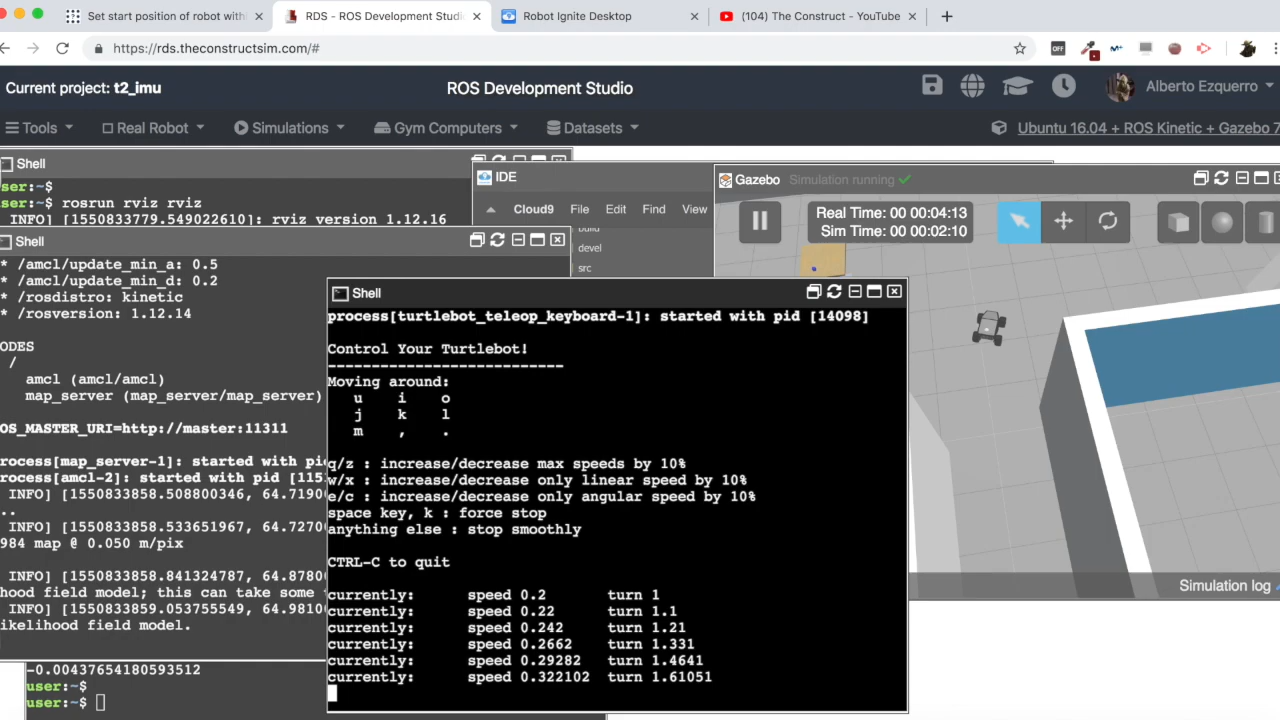 Set start position of robot with
RDS - ROS Development Studi
Robot Ignite Desktop
(104) The Construct - YouTube
https://rds.theconstructsim.com/#
OFF
Current project: t2_imu
ROS Development Studio
Alberto Ezquerro
Tools
Real Robot
Simulations
Gym Computers
Datasets
Ubuntu 16.04 + ROS Kinetic + Gazebo 7
Shell
ser:~$
ser:~$ rosrun rviz rviz
INFO] [1550833779.549022610]: rviz version 1.12.16
Shell
* /amcl/update_min_a: 0.5
* /amcl/update_min_d: 0.2
* /rosdistro: kinetic
* /rosversion: 1.12.14
ODES
/
amcl (amcl/amcl)
map_server (map_server/map_server)
OS_MASTER_URI=http://master:11311
rocess[map_server-1]: started with pi
rocess[amcl-2]: started with pid [115
INFO] [1550833854.508800346, 64.71900
..
INFO] [1550833854.533651967, 64.72700
984 map @ 0.050 m/pix
INFO] [1550833854.841324787, 64.87800
hood field model; this can take some
INFO] [1550833859.053755549, 64.98100
ikelihood field model.
-0.00437654180593512
user:~$
user:~$
IDE
Cloud9 File Edit Find View
build
devel
src
Gazebo Simulation running
Real Time: 00 00:04:13
Sim Time: 00 00:02:10
Simulation log
Shell
process[turtlebot_teleop_keyboard-1]: started with pid [14098]
Control Your Turtlebot!
---------------------------
Moving around:
u i o
j k l
m , .
q/z : increase/decrease max speeds by 10%
w/x : increase/decrease only linear speed by 10%
e/c : increase/decrease only angular speed by 10%
space key, k : force stop
anything else : stop smoothly
CTRL-C to quit
currently: speed 0.2 turn 1
currently: speed 0.22 turn 1.1
currently: speed 0.242 turn 1.21
currently: speed 0.2662 turn 1.331
currently: speed 0.29282 turn 1.4641
currently: speed 0.322102 turn 1.61051